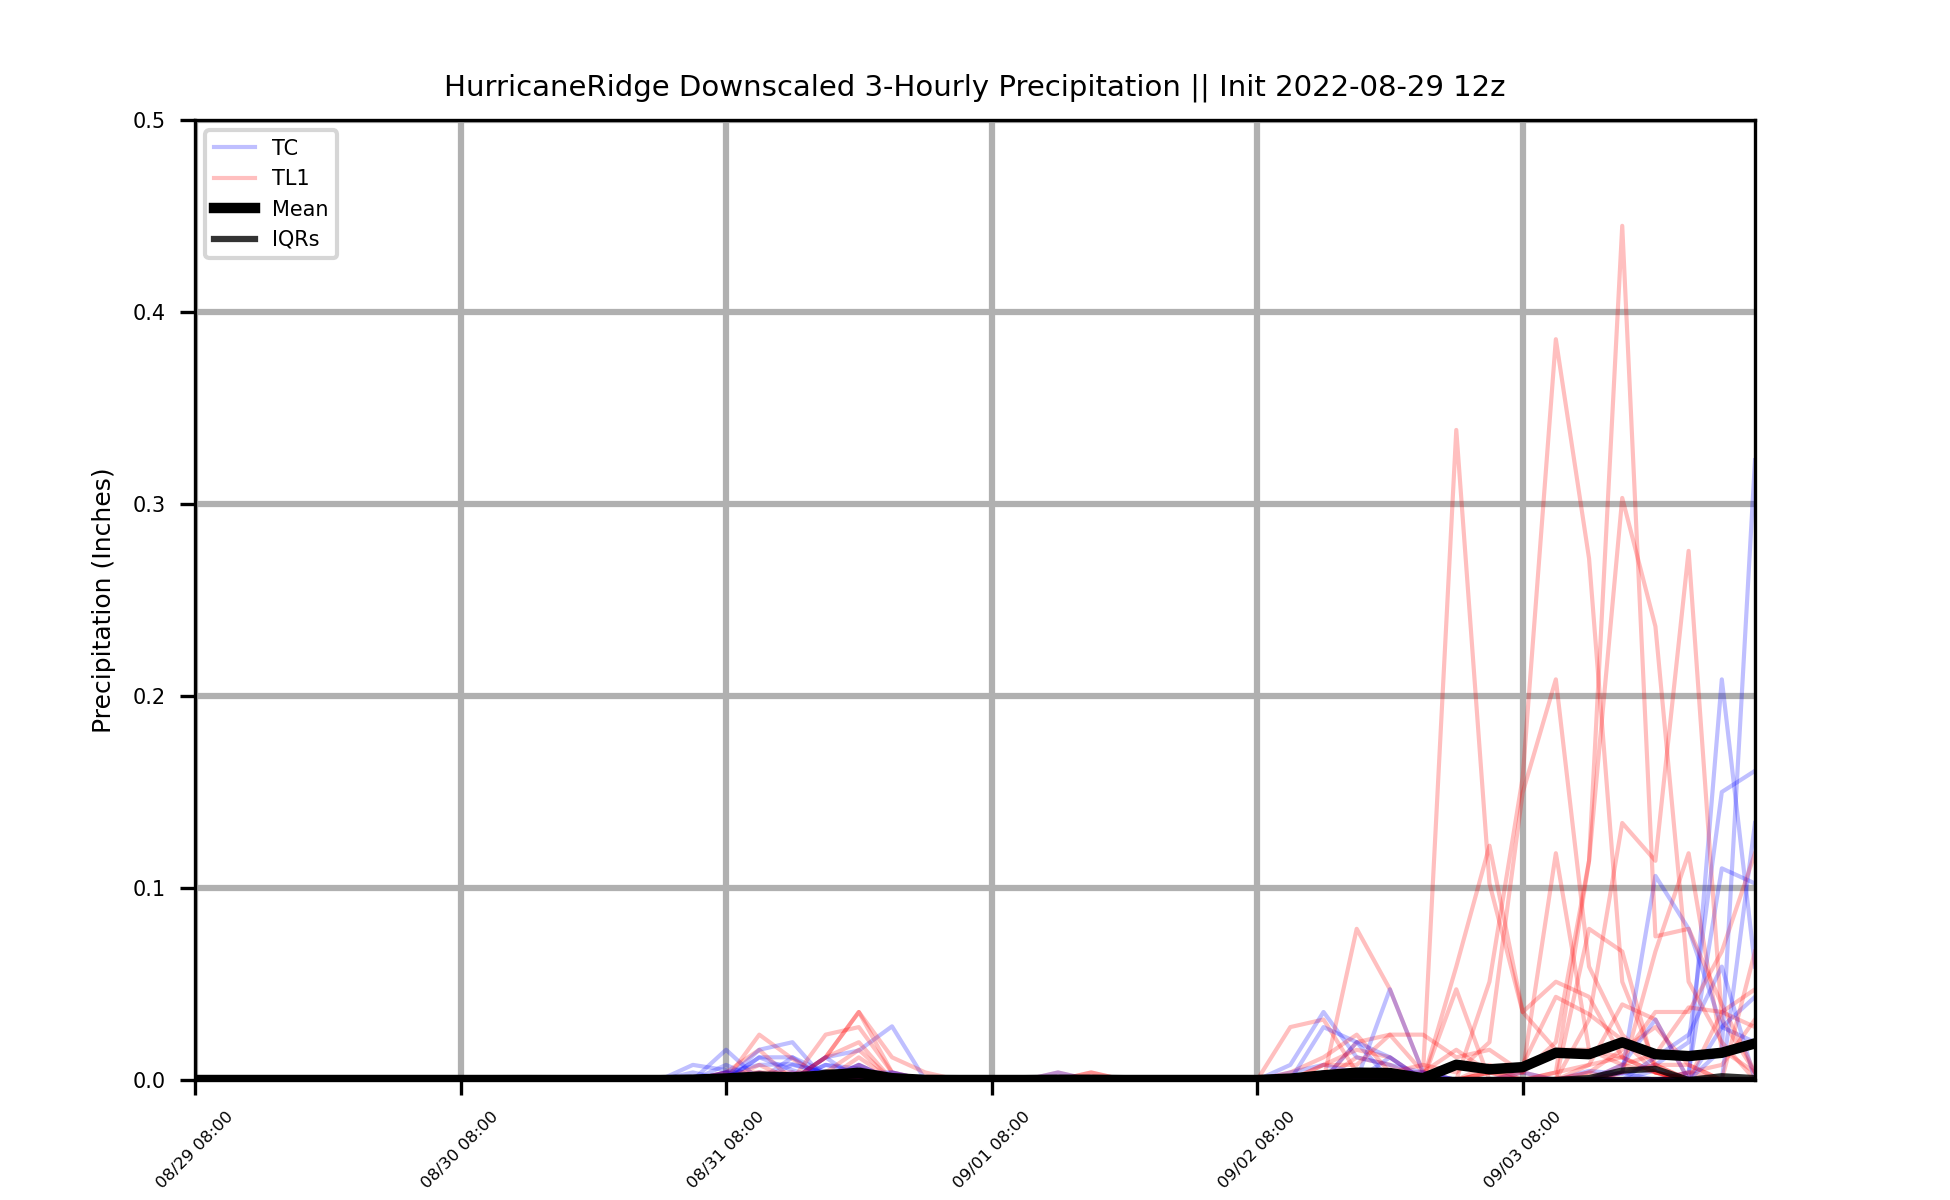 HurricaneRidge Downscaled 3-Hourly Precipitation || Init 2022-08-29 12z
TC
TL1
Mean
IQRs
Precipitation (Inches)
0.5
0.4
0.3
0.2
0.1
0.0
08/29 08:00
08/30 08:00
08/31 08:00
09/01 08:00
09/02 08:00
09/03 08:00